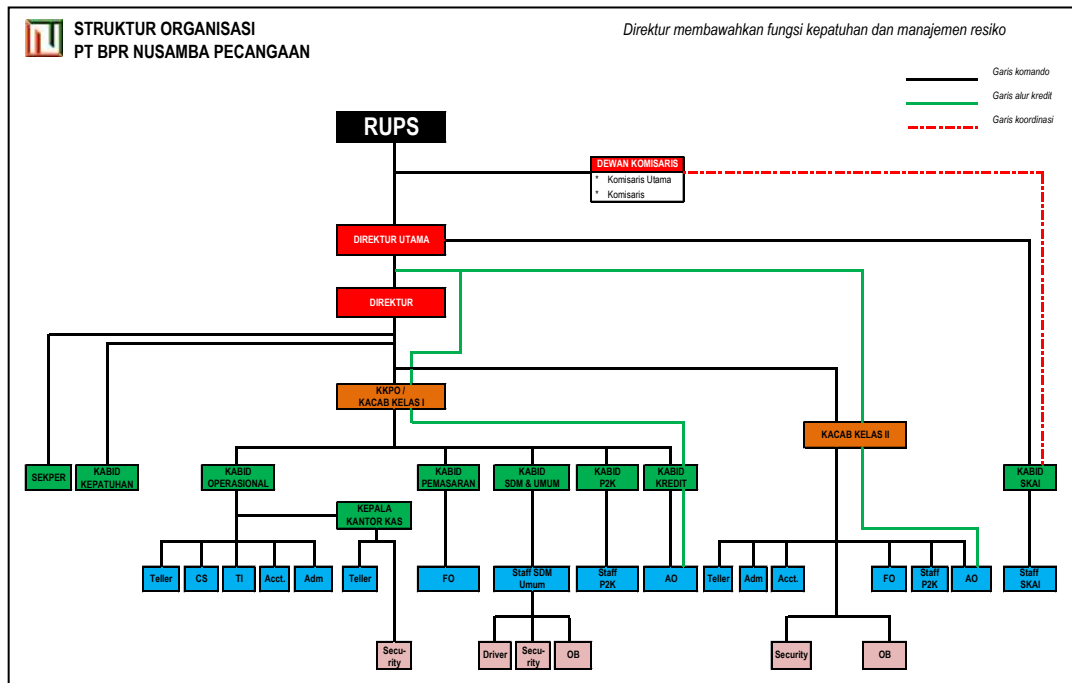 STRUKTUR ORGANISASI
PT BPR NUSAMBA PECANGAAN
Direktur membawahkan fungsi kepatuhan dan manajemen resiko
Garis komando
Garis alur kredit
Garis koordinasi
RUPS
DEWAN KOMISARIS
* Komisaris Utama
* Komisaris
DIREKTUR UTAMA
DIREKTUR
KKPO /
KACAB KELAS I
KACAB KELAS II
SEKPER
KABID
KEPATUHAN
KABID
OPERASIONAL
KABID
PEMASARAN
KABID
SDM & UMUM
KABID
P2K
KABID
KREDIT
KABID
SKAI
KEPALA
KANTOR KAS
Teller
CS
TI
Acct.
Adm
Teller
FO
Staff SDM
Umum
Staff
P2K
AO
Teller
Adm
Acct.
FO
Staff
P2K
AO
Staff
SKAI
Secu-
rity
Driver
Secu-
rity
OB
Security
OB